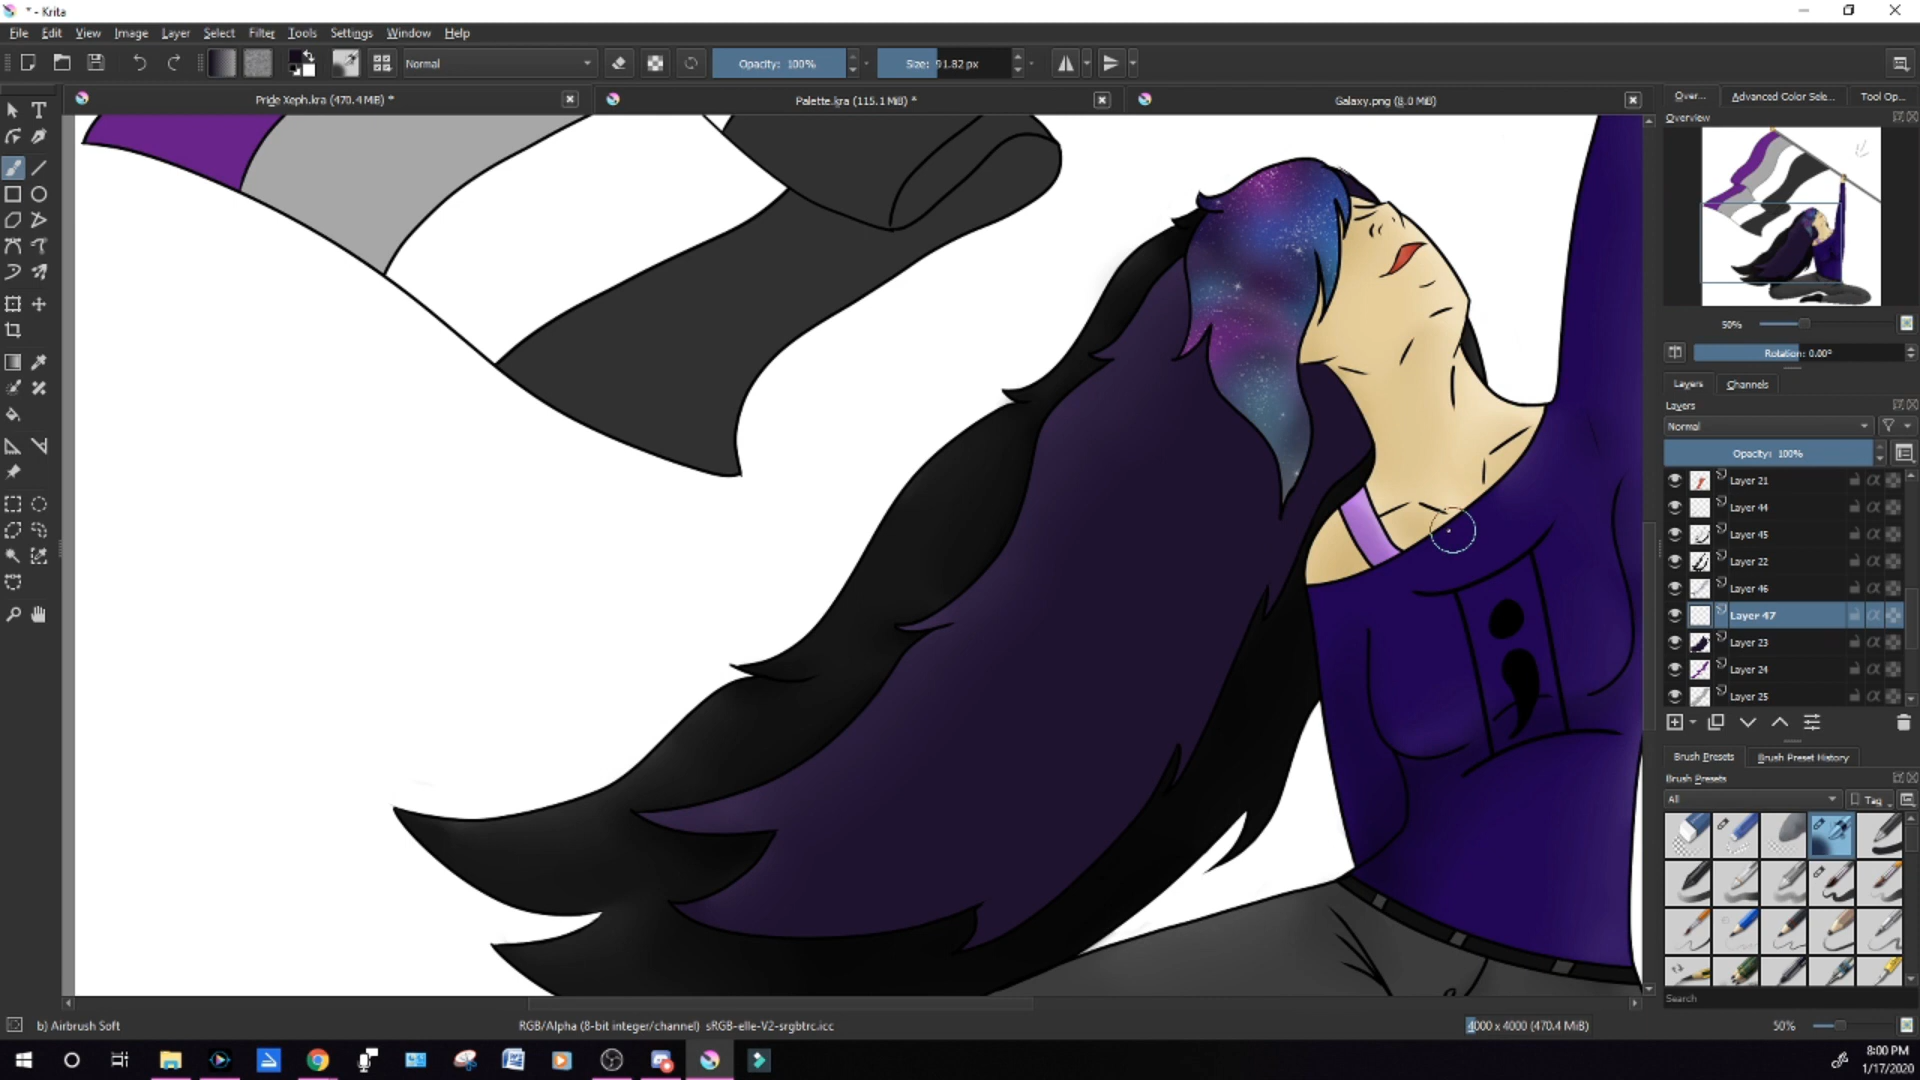 * - Krita
File Edit View Image Layer Select Filter Tools Settings Window Help
Normal Opacity: 100% Size: 91.82 px
Pride Xeph.kra (470.4 MiB) * Palette.kra (115.1 MiB) * Galaxy.png (8.0 MiB)
Over... Advanced Color Sele... Tool Op...
Overview
50%
Rotation: 0.00°
Layers Channels
Layers
Normal
Opacity: 100%
Layer 21
Layer 44
Layer 45
Layer 22
Layer 46
Layer 47
Layer 23
Layer 24
Layer 25
Brush Presets Brush Preset History
Brush Presets
All Tag
Search
b) Airbrush Soft RGB/Alpha (8-bit integer/channel) sRGB-elle-V2-srgbtrc.icc 4000 x 4000 (470.4 MiB) 50%
8:00 PM
1/17/2020